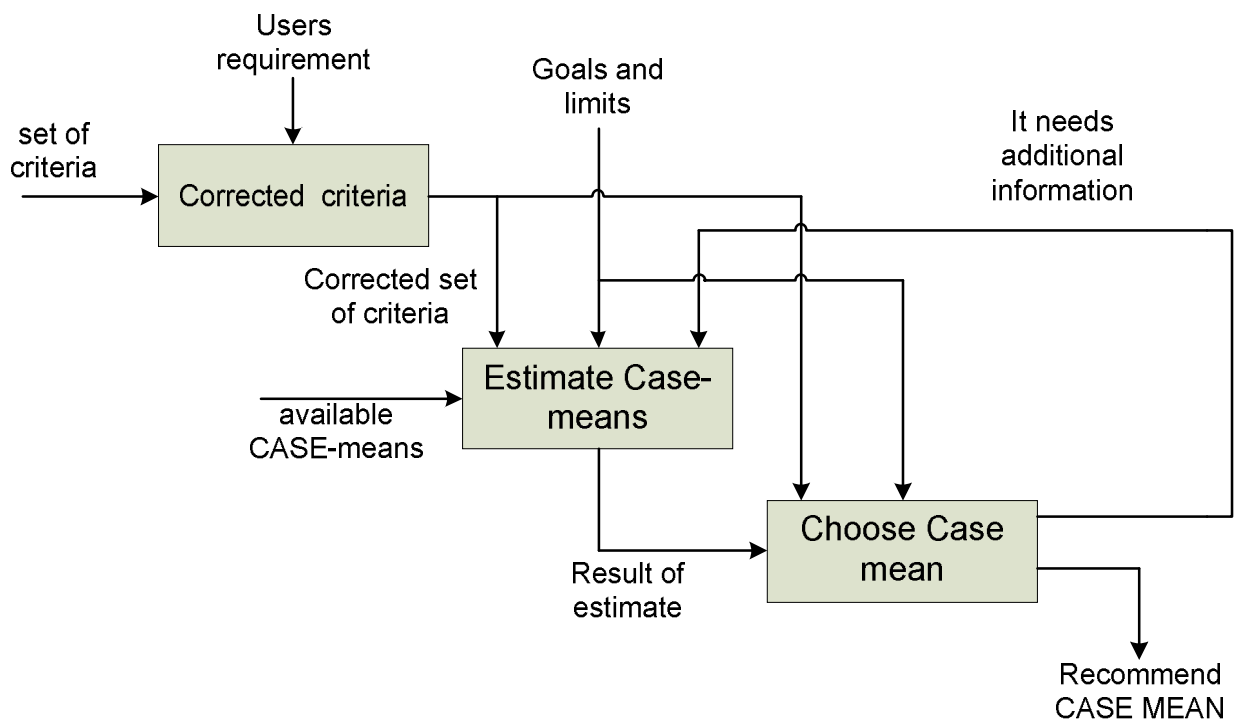 Users
requirement
Goals and
limits
It needs
additional
information
set of
criteria
Corrected criteria
Corrected set
of criteria
Estimate Case-
means
available
CASE-means
Choose Case
mean
Result of
estimate
Recommend
CASE MEAN